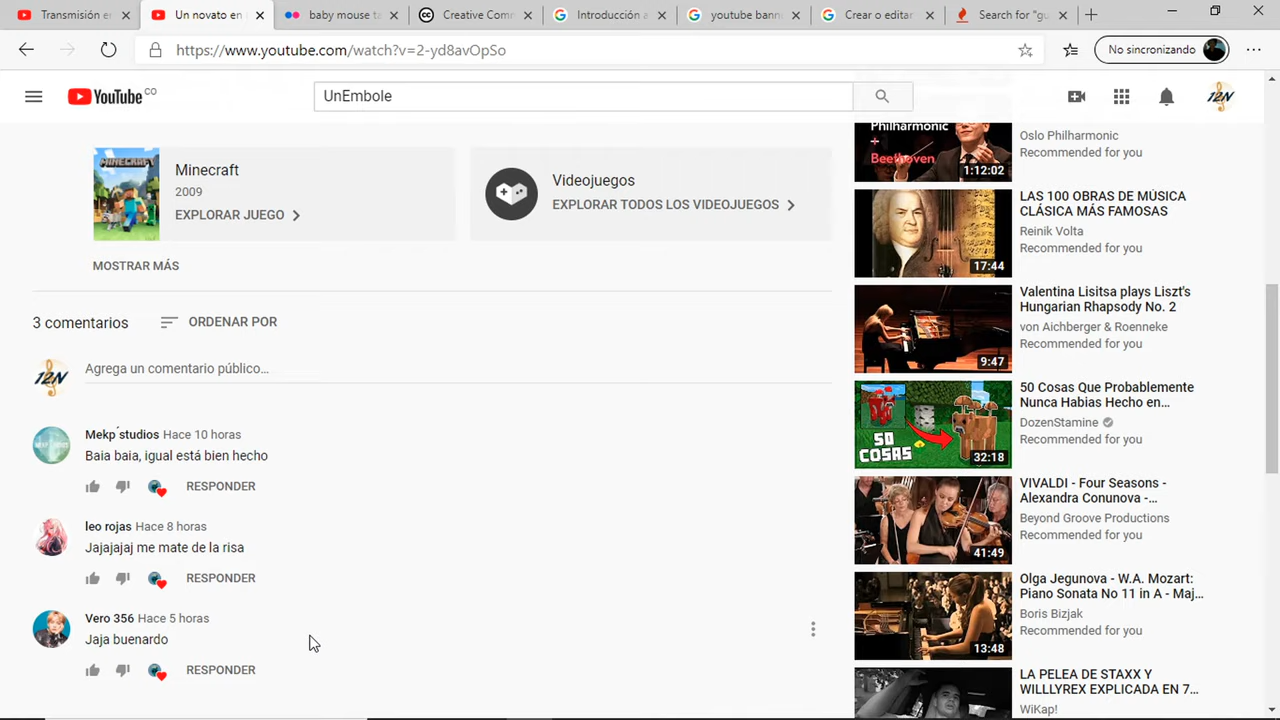 Transmisión en
Un novato en
baby mouse ta
Creative Com
Introducción a
youtube bann
Crear o editar
Search for "gu
https://www.youtube.com/watch?v=2-yd8avOpSo
No sincronizando
YouTube CO
UnEmbole
12N
MINECRAFT
Minecraft
2009
EXPLORAR JUEGO
Videojuegos
EXPLORAR TODOS LOS VIDEOJUEGOS
MOSTRAR MÁS
3 comentarios
ORDENAR POR
12N
Agrega un comentario público...
Mekp´studios Hace 10 horas
Baia baia, igual está bien hecho
RESPONDER
leo rojas Hace 8 horas
Jajajajaj me mate de la risa
RESPONDER
Vero 356 Hace 5 horas
Jaja buenardo
RESPONDER
Philharmonic
+
Beethoven
1:12:02
Oslo Philharmonic
Recommended for you
17:44
LAS 100 OBRAS DE MÚSICA
CLÁSICA MÁS FAMOSAS
Reinik Volta
Recommended for you
9:47
Valentina Lisitsa plays Liszt's
Hungarian Rhapsody No. 2
von Aichberger & Roenneke
Recommended for you
50
COSAS
32:18
50 Cosas Que Probablemente
Nunca Habias Hecho en...
DozenStamine
Recommended for you
41:49
VIVALDI - Four Seasons -
Alexandra Conunova -...
Beyond Groove Productions
Recommended for you
13:48
Olga Jegunova - W.A. Mozart:
Piano Sonata No 11 in A - Maj...
Boris Bizjak
Recommended for you
LA PELEA DE STAXX Y
WILLLYREX EXPLICADA EN 7...
WiKap!